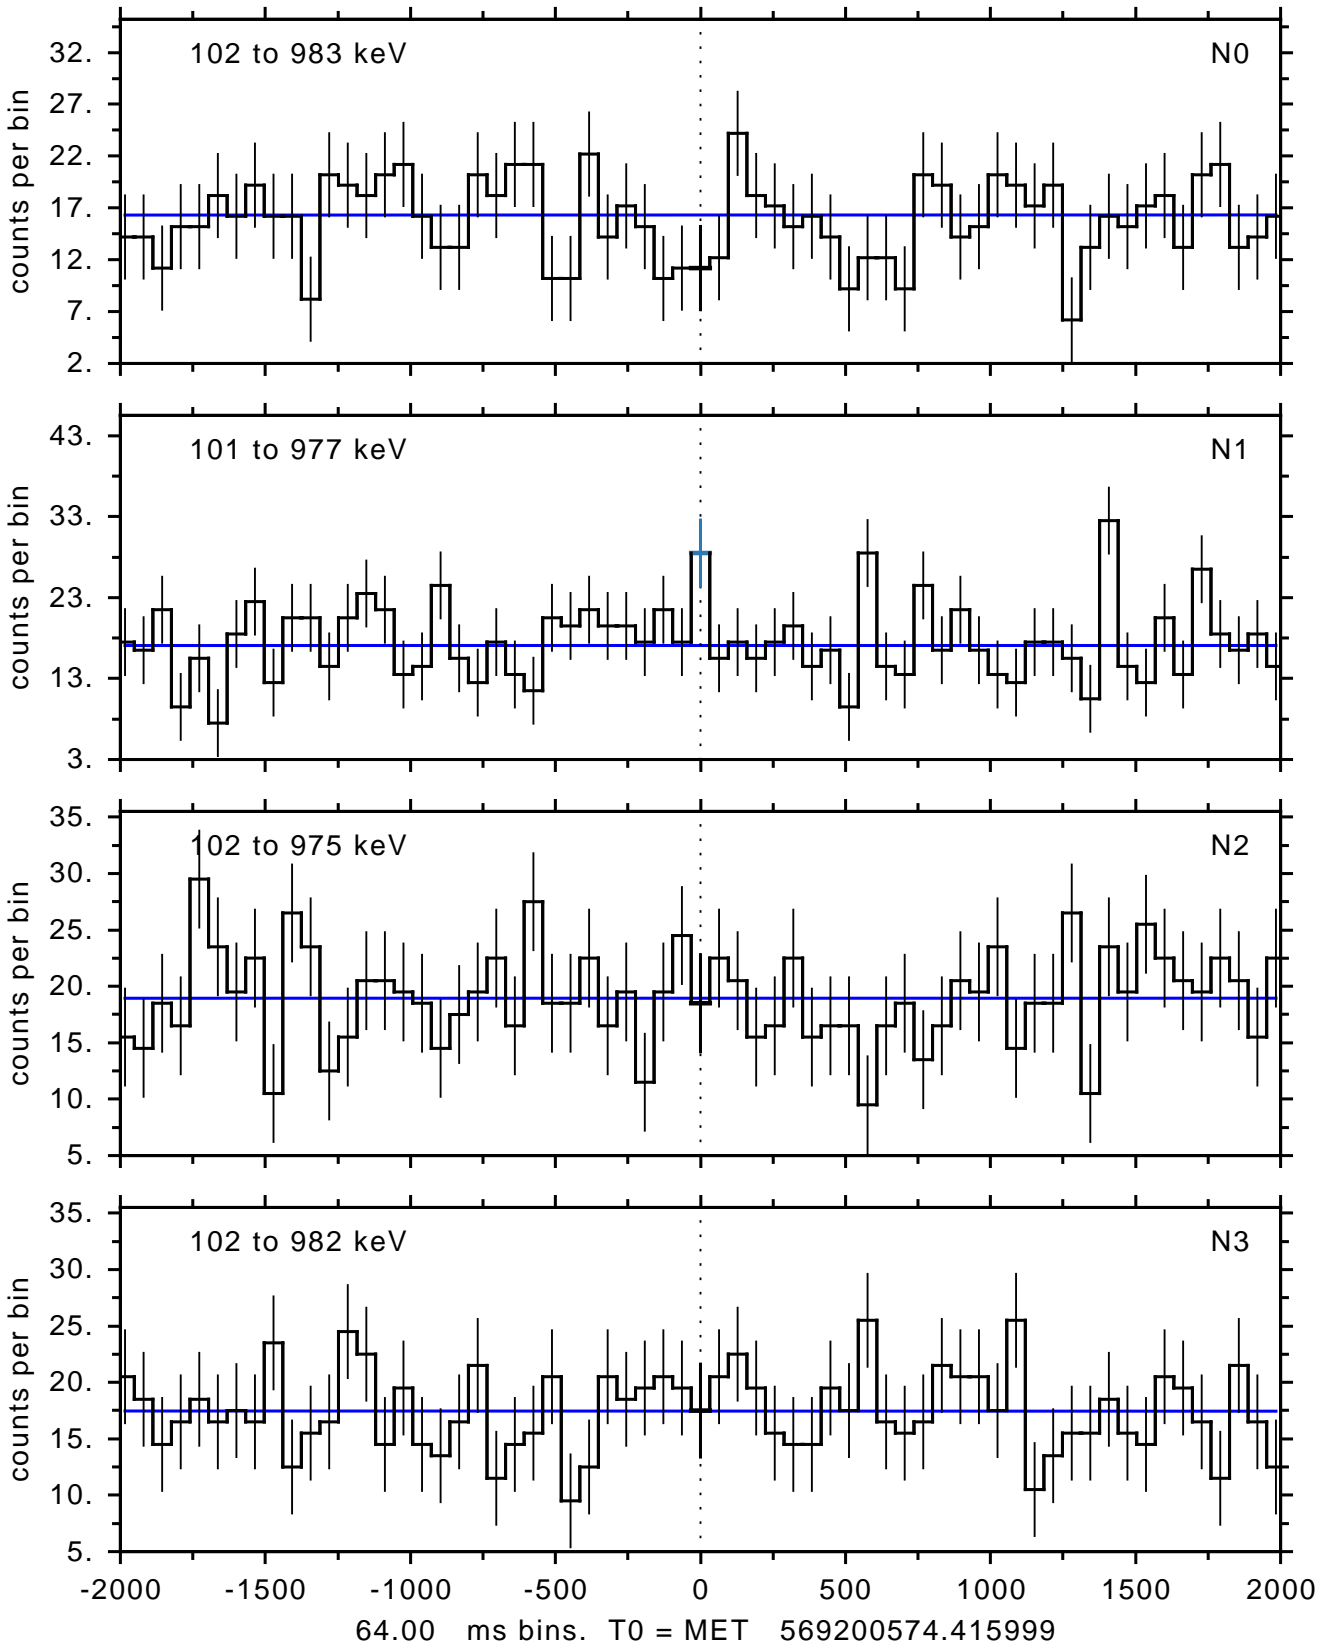 102 to 983 keV N0
32.
27.
22.
17.
12.
7.
2.
counts per bin
101 to 977 keV N1
43.
33.
23.
13.
3.
counts per bin
102 to 975 keV N2
35.
30.
25.
20.
15.
10.
5.
counts per bin
102 to 982 keV N3
35.
30.
25.
20.
15.
10.
5.
counts per bin
-2000 -1500 -1000 -500 0 500 1000 1500 2000
64.00 ms bins. T0 = MET 569200574.415999